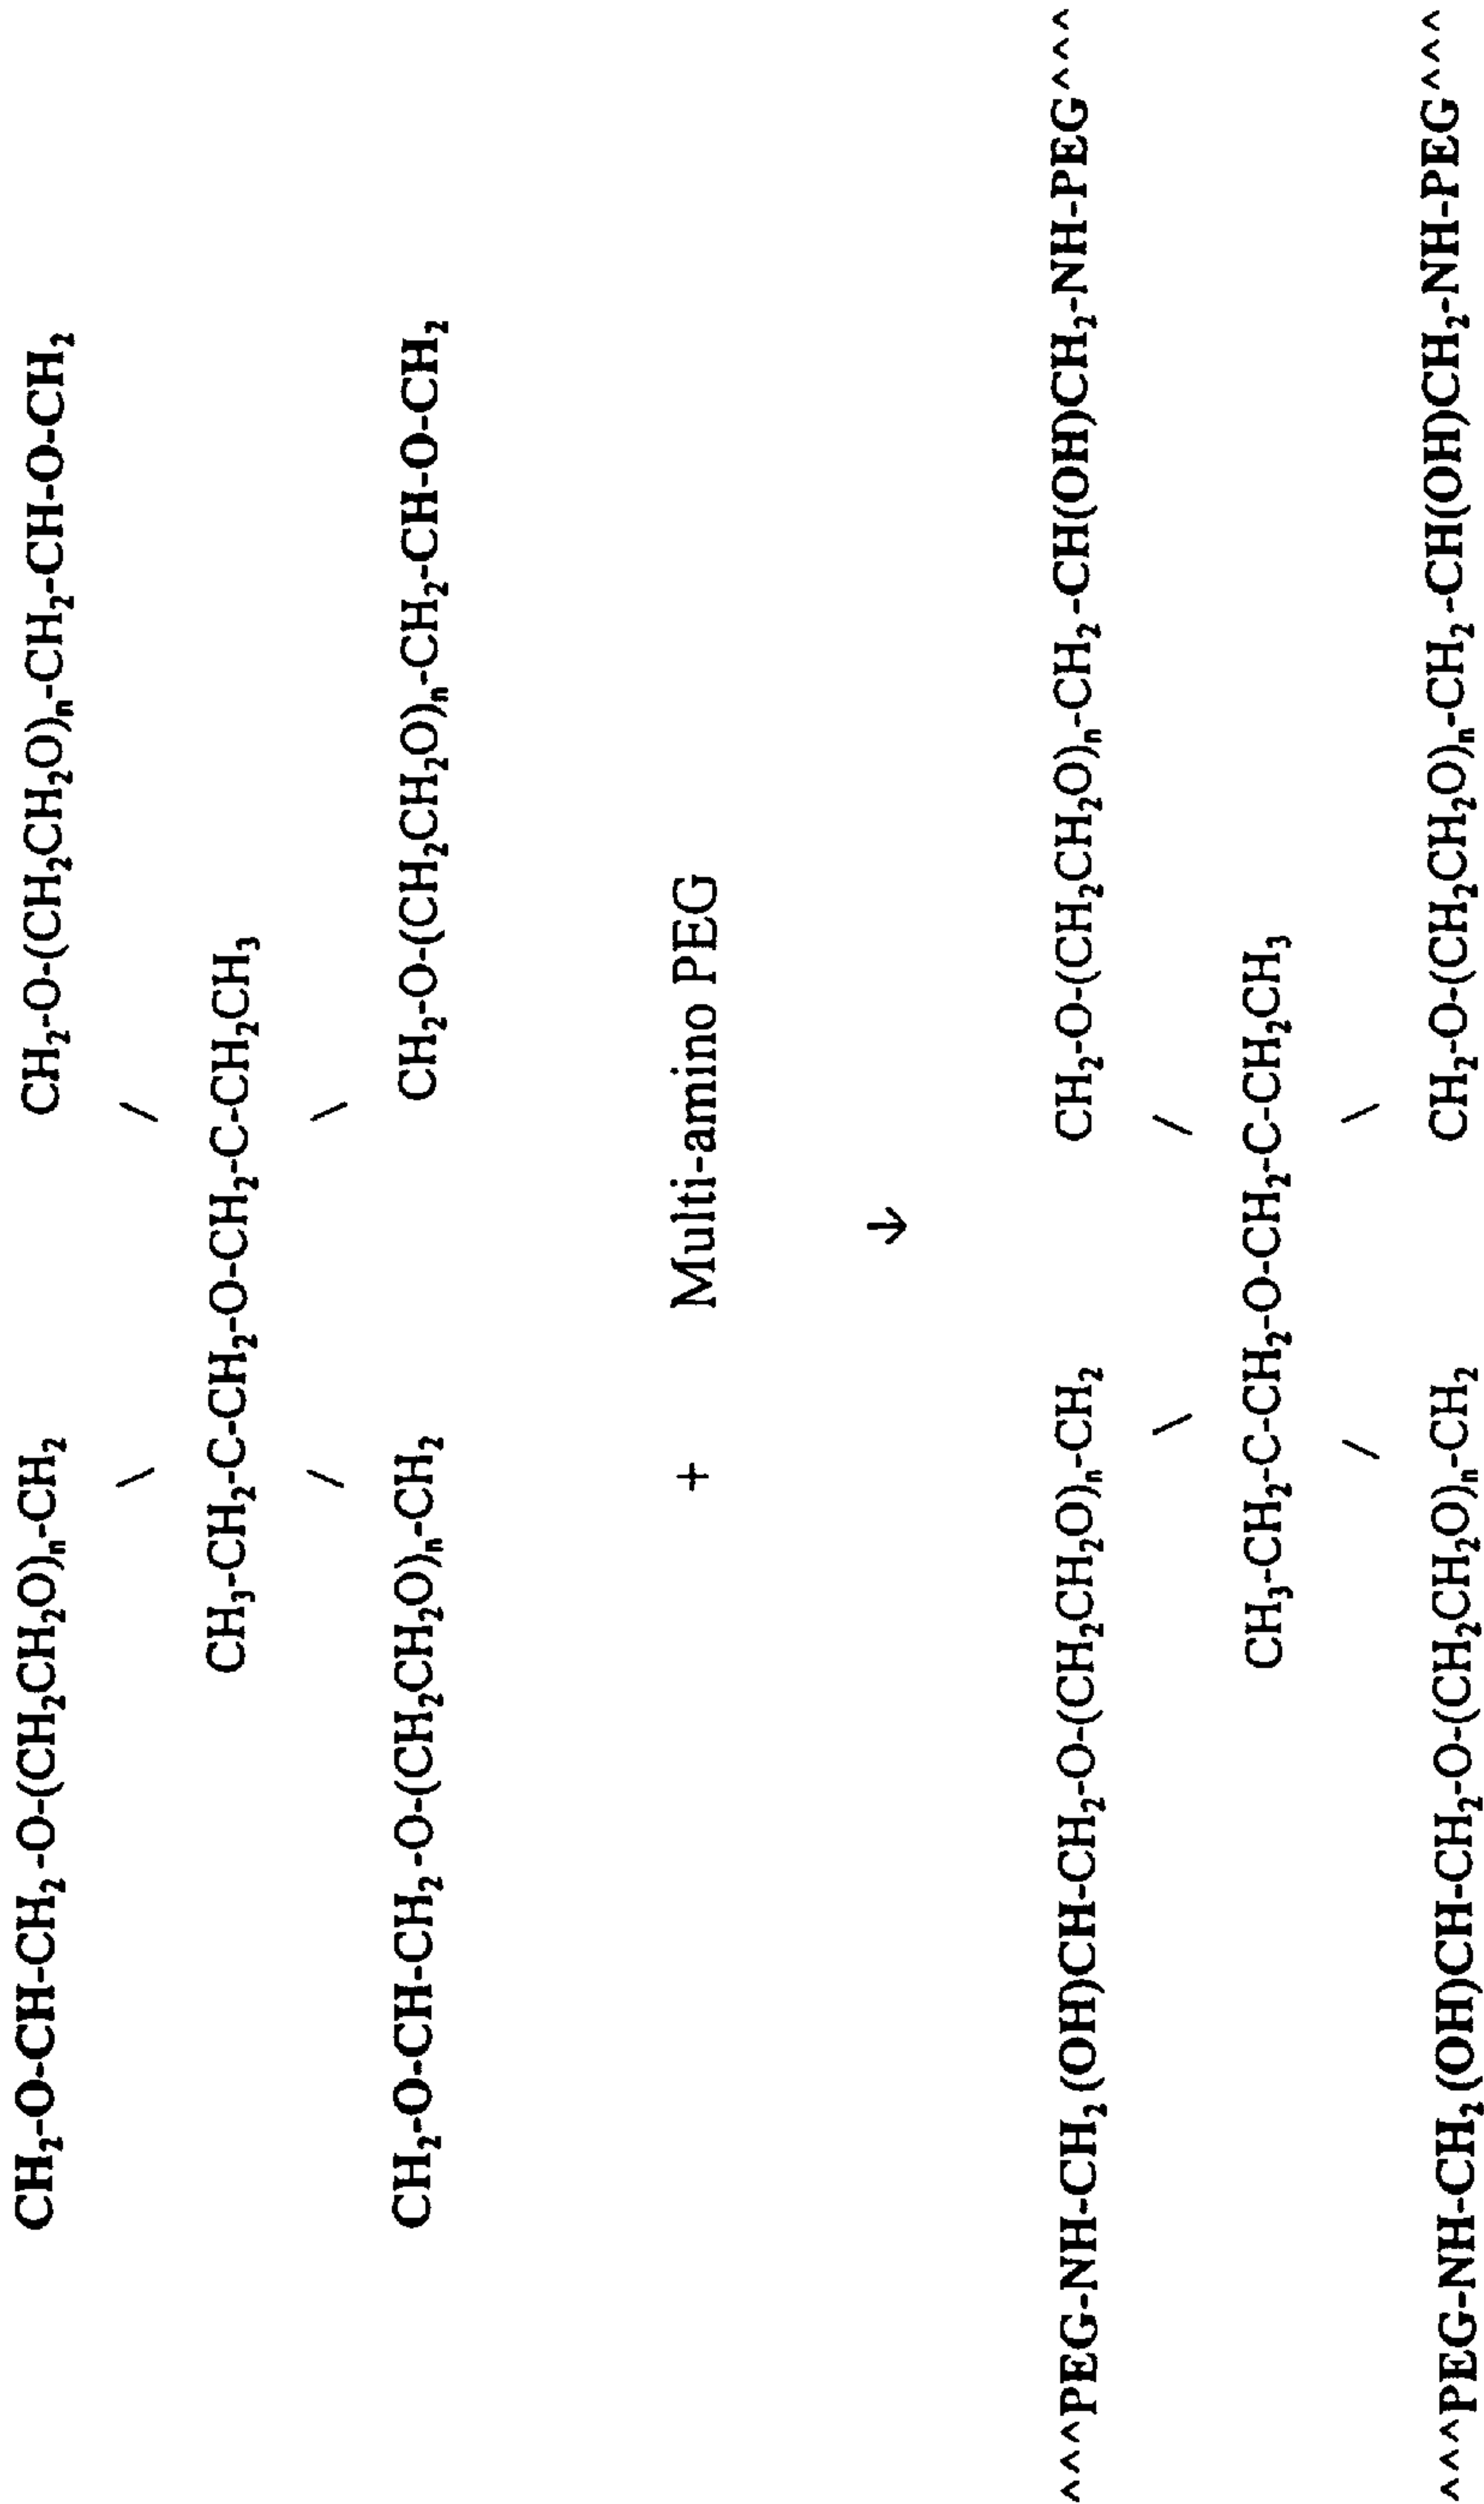 CH₂-O-CH-CH₂-O-(CH₂CH₂O)ₙ-CH₂ CH₂-O-(CH₂CH₂O)ₙ-CH₂-CH-O-CH₂
\ /
CH₃-CH₂-C-CH₂-O-CH₂-C-CH₂CH₃
/ \
CH₂-O-CH-CH₂-O-(CH₂CH₂O)ₙ-CH₂ CH₂-O-(CH₂CH₂O)ₙ-CH₂-CH-O-CH₂
+ Multi-amino PEG
↓
^^^PEG-NH-CH₂(OH)CH-CH₂-O-(CH₂CH₂O)ₙ-CH₂ CH₂-O-(CH₂CH₂O)ₙ-CH₂-CH(OH)CH₂-NH-PEG^^^
\ /
CH₃-CH₂-C-CH₂-O-CH₂-C-CH₂CH₃
/ \
^^^PEG-NH-CH₂(OH)CH-CH₂-O-(CH₂CH₂O)ₙ-CH₂ CH₂-O-(CH₂CH₂O)ₙ-CH₂-CH(OH)CH₂-NH-PEG^^^